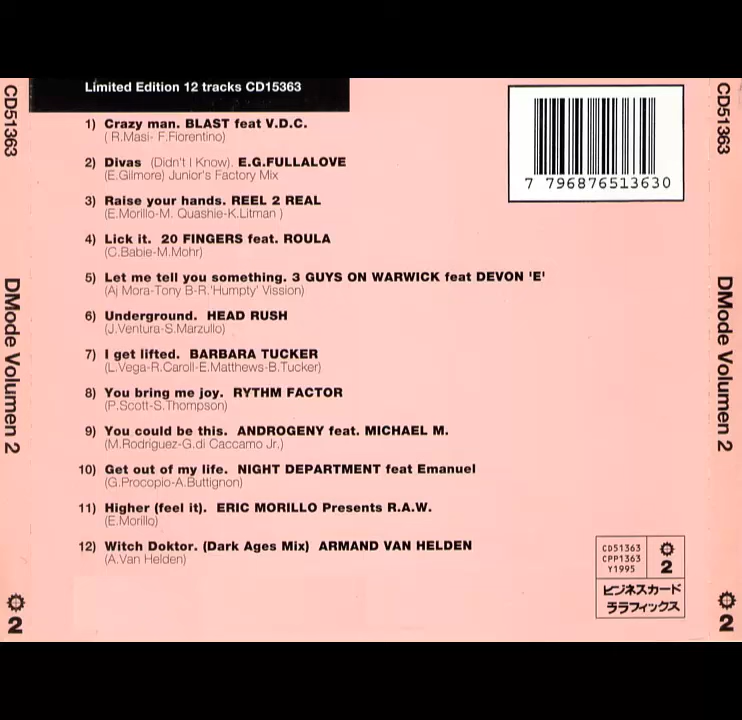 Limited Edition 12 tracks CD15363
1) Crazy man. BLAST feat V.D.C.
( R.Masi- F.Fiorentino)
2) Divas (Didn't I Know). E.G.FULLALOVE
(E.Gilmore) Junior's Factory Mix
3) Raise your hands. REEL 2 REAL
(E.Morillo-M. Quashie-K.Litman )
4) Lick it. 20 FINGERS feat. ROULA
(C.Babie-M.Mohr)
5) Let me tell you something. 3 GUYS ON WARWICK feat DEVON 'E'
(Aj Mora-Tony B-R.'Humpty' Vission)
6) Underground. HEAD RUSH
(J.Ventura-S.Marzullo)
7) I get lifted. BARBARA TUCKER
(L.Vega-R.Caroll-E.Matthews-B.Tucker)
8) You bring me joy. RYTHM FACTOR
(P.Scott-S.Thompson)
9) You could be this. ANDROGENY feat. MICHAEL M.
(M.Rodriguez-G.di Caccamo Jr.)
10) Get out of my life. NIGHT DEPARTMENT feat Emanuel
(G.Procopio-A.Buttignon)
11) Higher (feel it). ERIC MORILLO Presents R.A.W.
(E.Morillo)
12) Witch Doktor. (Dark Ages Mix) ARMAND VAN HELDEN
(A.Van Helden)
7 796876513630
CD51363
CPP1363
Y1995
2
ビジネスカード
ララフィックス
CD51363
DMode Volumen 2
2
CD51363
DMode Volumen 2
2